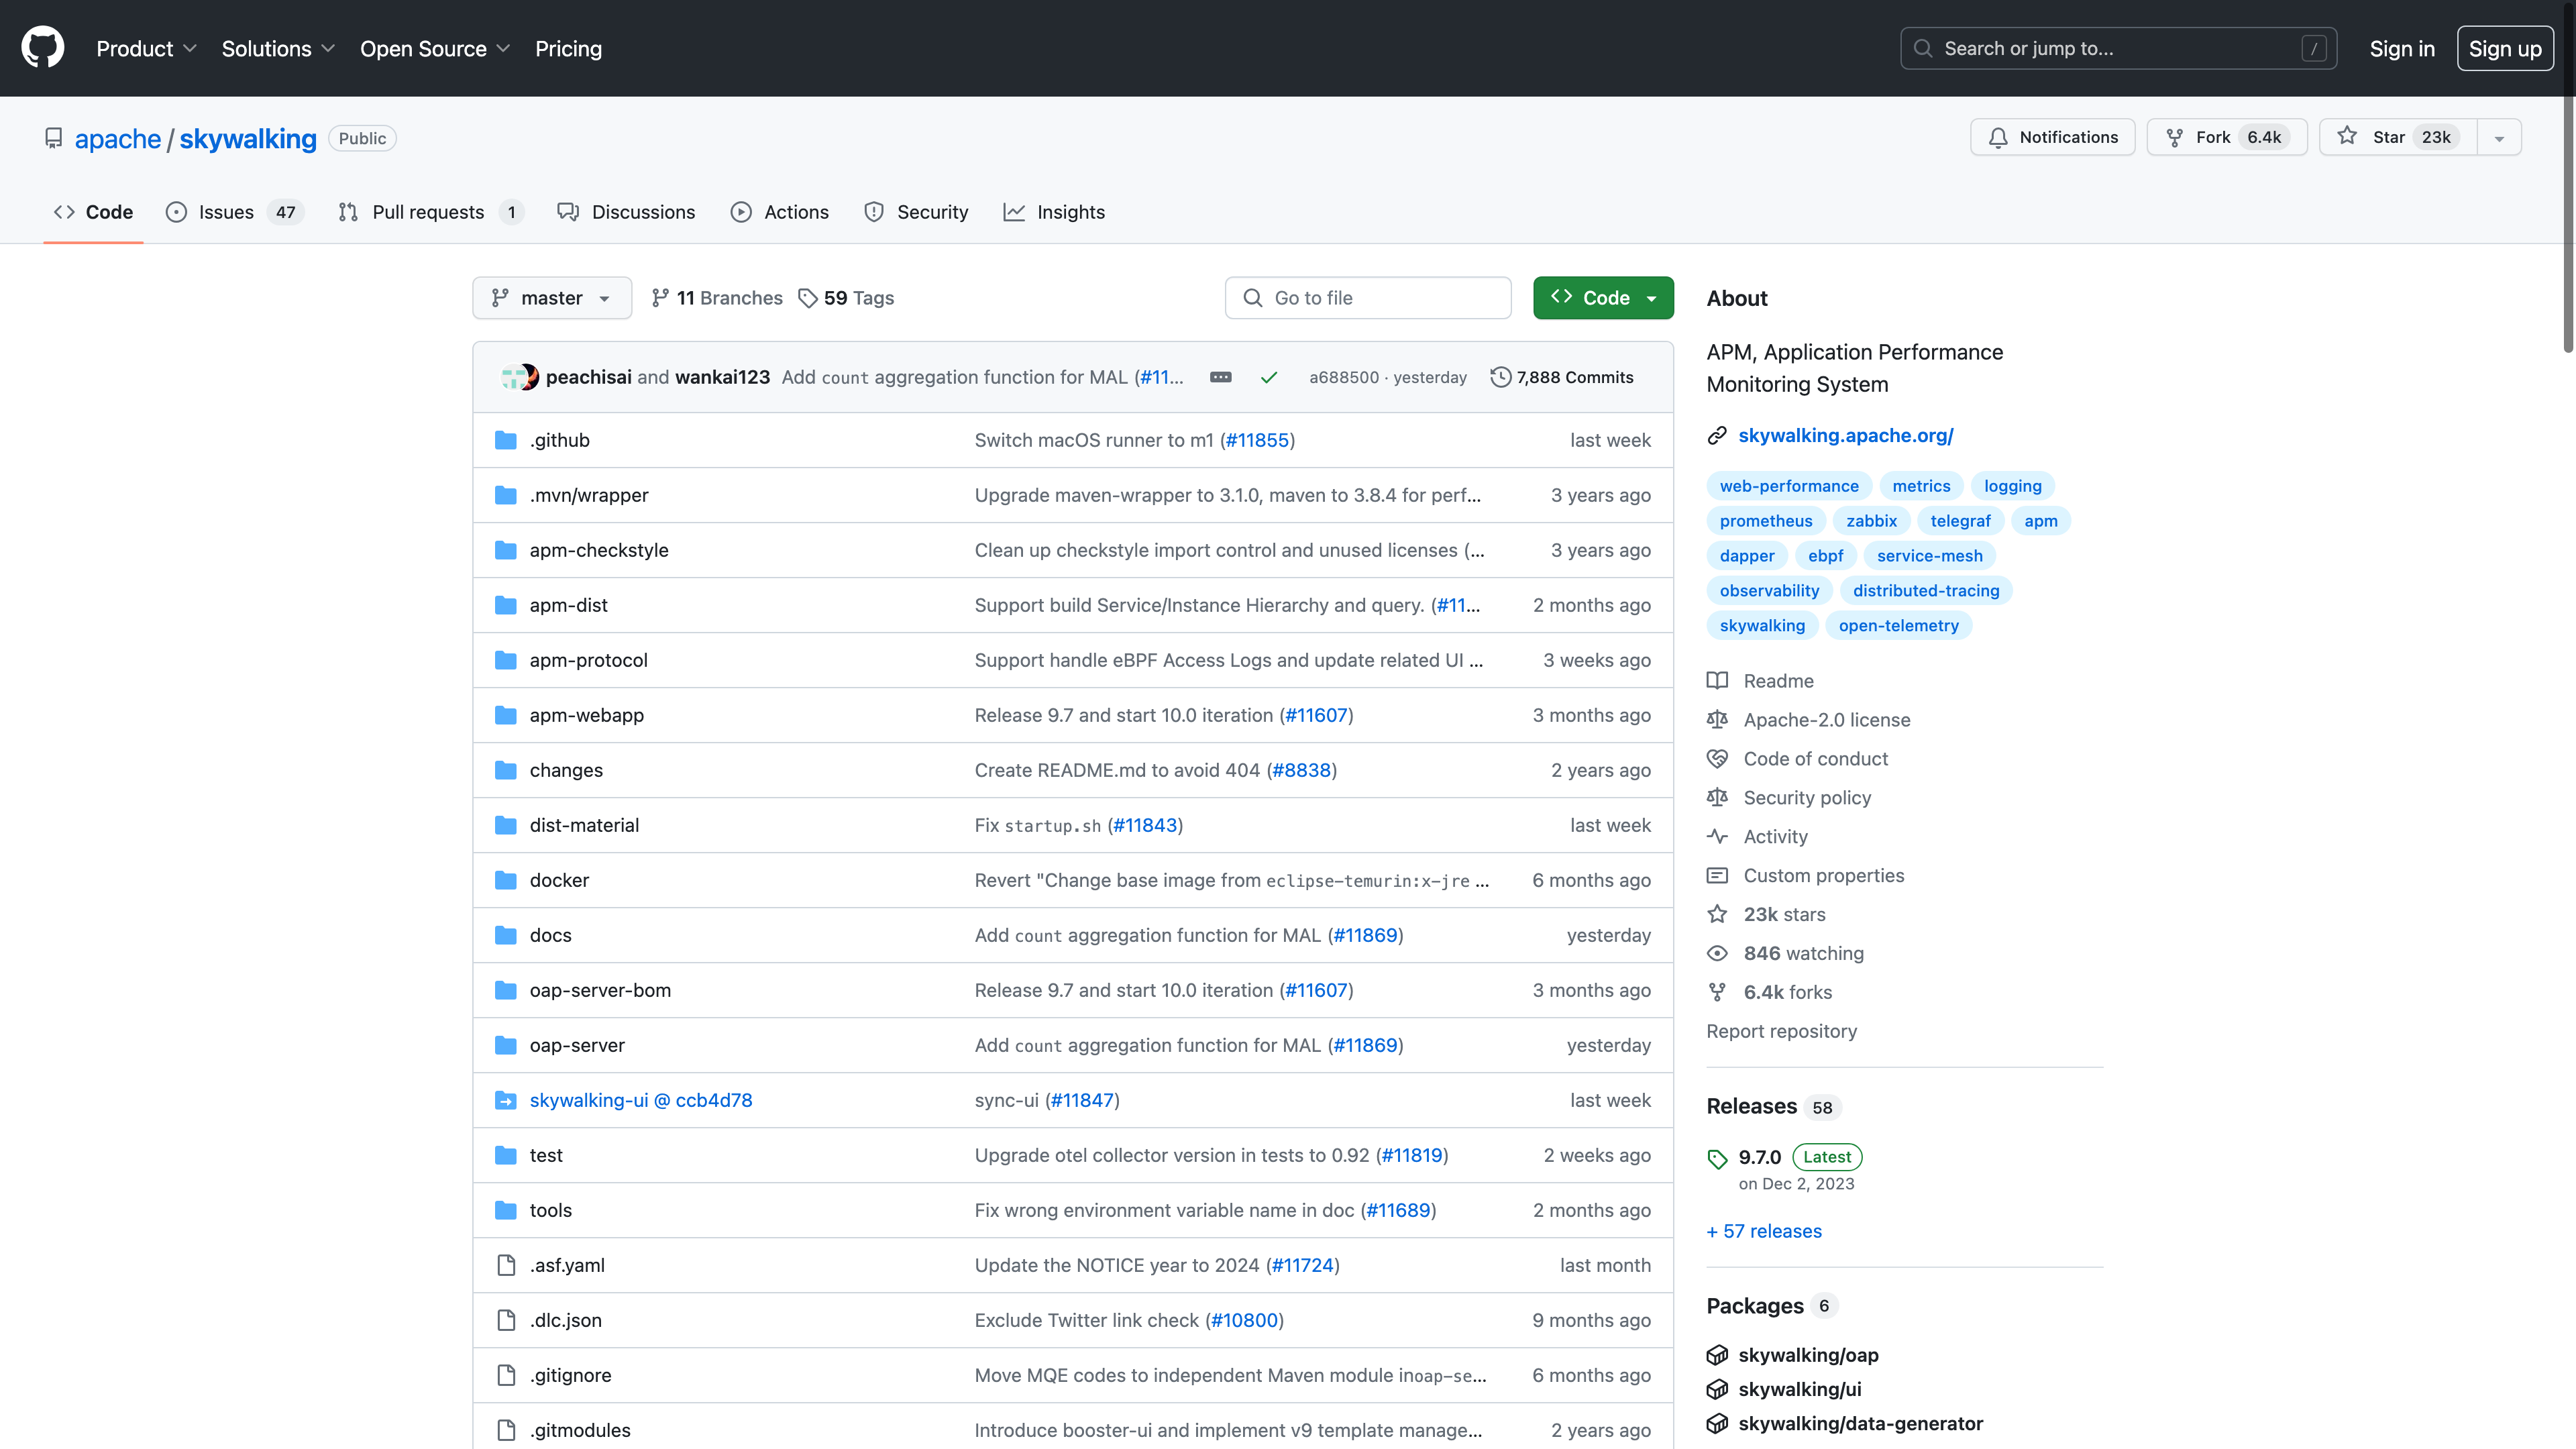 Product Solutions Open Source Pricing Search or jump to... / Sign in Sign up
apache / skywalking Public Notifications Fork 6.4k Star 23k
Code Issues 47 Pull requests 1 Discussions Actions Security Insights
master 11 Branches 59 Tags Go to file Code
peachisai and wankai123 Add count aggregation function for MAL (#11... a688500 · yesterday 7,888 Commits
.github Switch macOS runner to m1 (#11855) last week
.mvn/wrapper Upgrade maven-wrapper to 3.1.0, maven to 3.8.4 for perf... 3 years ago
apm-checkstyle Clean up checkstyle import control and unused licenses (... 3 years ago
apm-dist Support build Service/Instance Hierarchy and query. (#11... 2 months ago
apm-protocol Support handle eBPF Access Logs and update related UI ... 3 weeks ago
apm-webapp Release 9.7 and start 10.0 iteration (#11607) 3 months ago
changes Create README.md to avoid 404 (#8838) 2 years ago
dist-material Fix startup.sh (#11843) last week
docker Revert "Change base image from eclipse-temurin:x-jre ... 6 months ago
docs Add count aggregation function for MAL (#11869) yesterday
oap-server-bom Release 9.7 and start 10.0 iteration (#11607) 3 months ago
oap-server Add count aggregation function for MAL (#11869) yesterday
skywalking-ui @ ccb4d78 sync-ui (#11847) last week
test Upgrade otel collector version in tests to 0.92 (#11819) 2 weeks ago
tools Fix wrong environment variable name in doc (#11689) 2 months ago
.asf.yaml Update the NOTICE year to 2024 (#11724) last month
.dlc.json Exclude Twitter link check (#10800) 9 months ago
.gitignore Move MQE codes to independent Maven module inoap-se... 6 months ago
.gitmodules Introduce booster-ui and implement v9 template manage... 2 years ago
About
APM, Application Performance
Monitoring System
skywalking.apache.org/
web-performance metrics logging
prometheus zabbix telegraf apm
dapper ebpf service-mesh
observability distributed-tracing
skywalking open-telemetry
Readme
Apache-2.0 license
Code of conduct
Security policy
Activity
Custom properties
23k stars
846 watching
6.4k forks
Report repository
Releases 58
9.7.0 Latest
on Dec 2, 2023
+ 57 releases
Packages 6
skywalking/oap
skywalking/ui
skywalking/data-generator